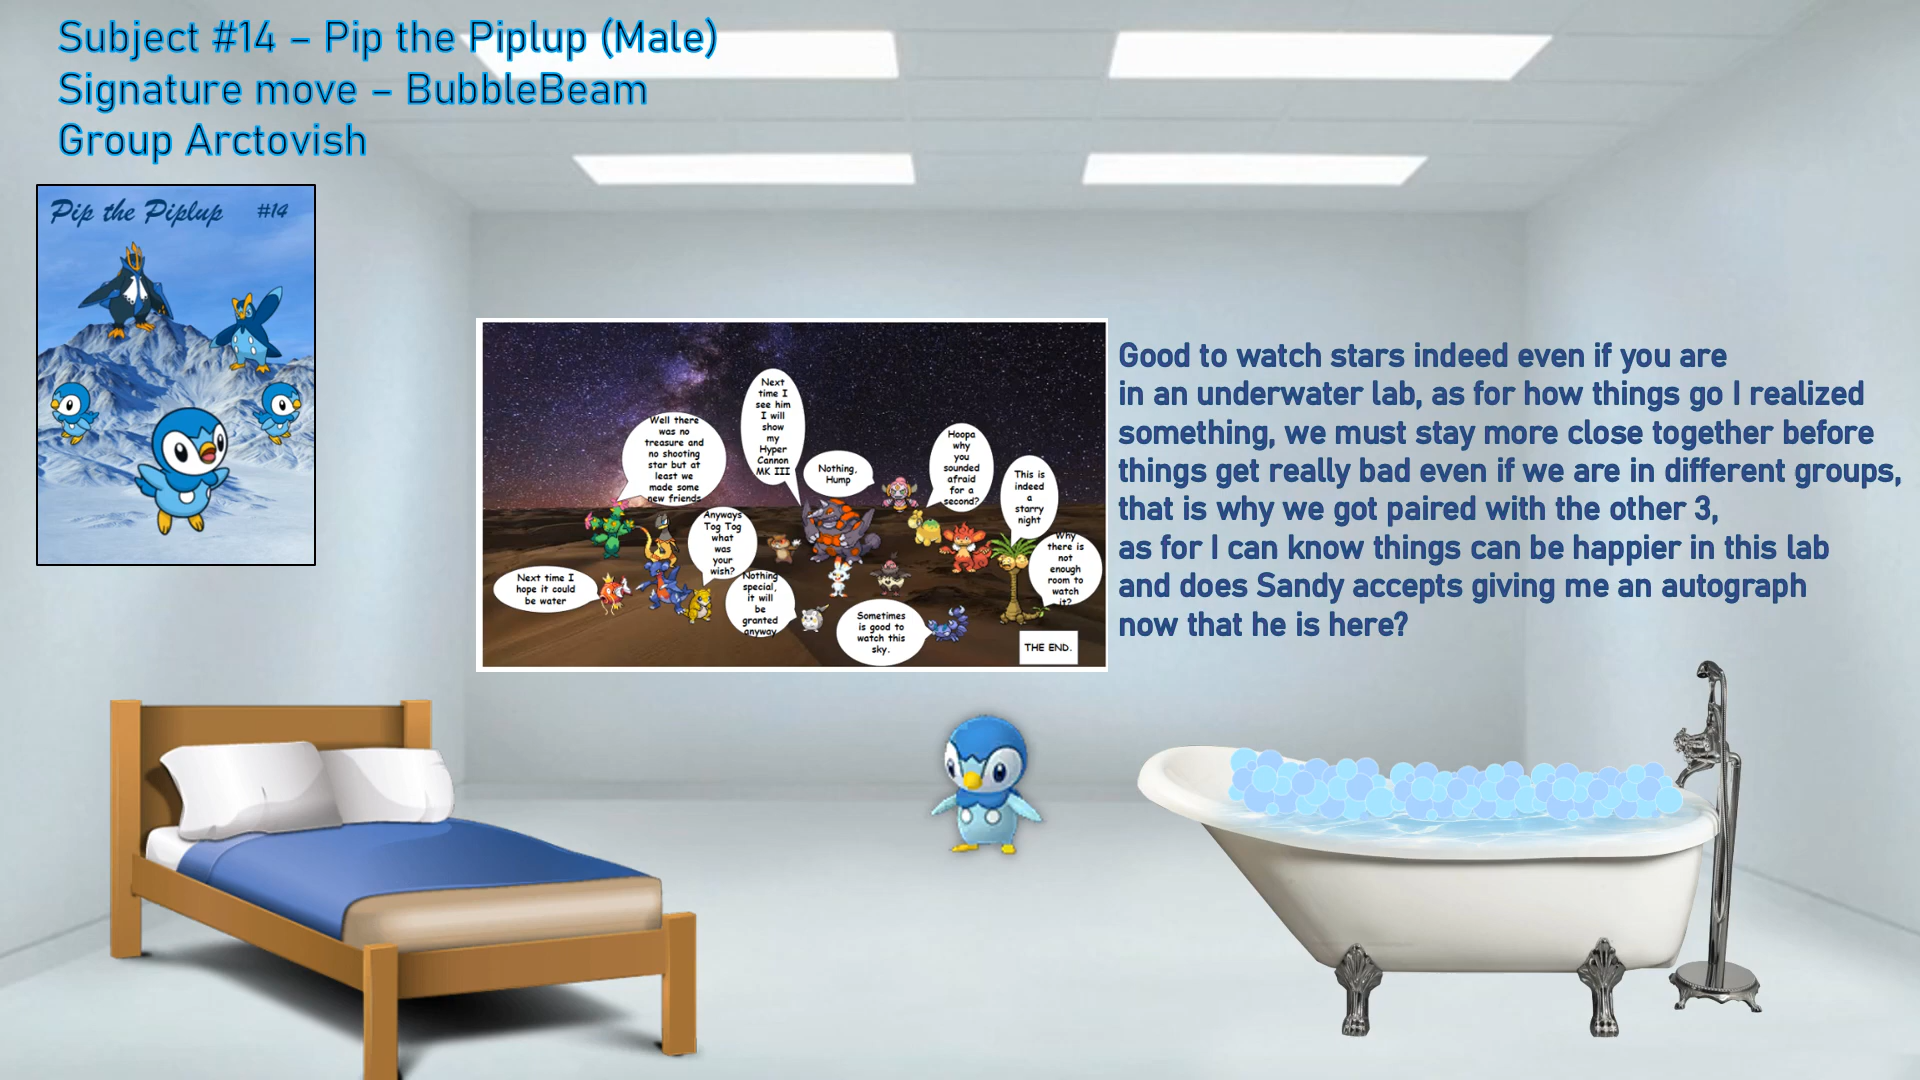 Subject #14 – Pip the Piplup (Male)
Signature move – BubbleBeam
Group Arctovish
Pip the Piplup #14
Well there
was no
treasure and
no shooting
star but at
least we
made some
new friends
Next
time I
see him
I will
show
my
Hyper
Cannon
MK III
Nothing,
Hump
Hoopa
why
you
sounded
afraid
for a
second?
This is
indeed
a
starry
night
Why
there is
not
enough
room to
watch
it?
Anyways
Tog Tog
what
was
your
wish?
Next time I
hope it could
be water
Nothing
special,
it will
be
granted
anyway
Sometimes
is good to
watch this
sky.
THE END.
Good to watch stars indeed even if you are
in an underwater lab, as for how things go I realized
something, we must stay more close together before
things get really bad even if we are in different groups,
that is why we got paired with the other 3,
as for I can know things can be happier in this lab
and does Sandy accepts giving me an autograph
now that he is here?